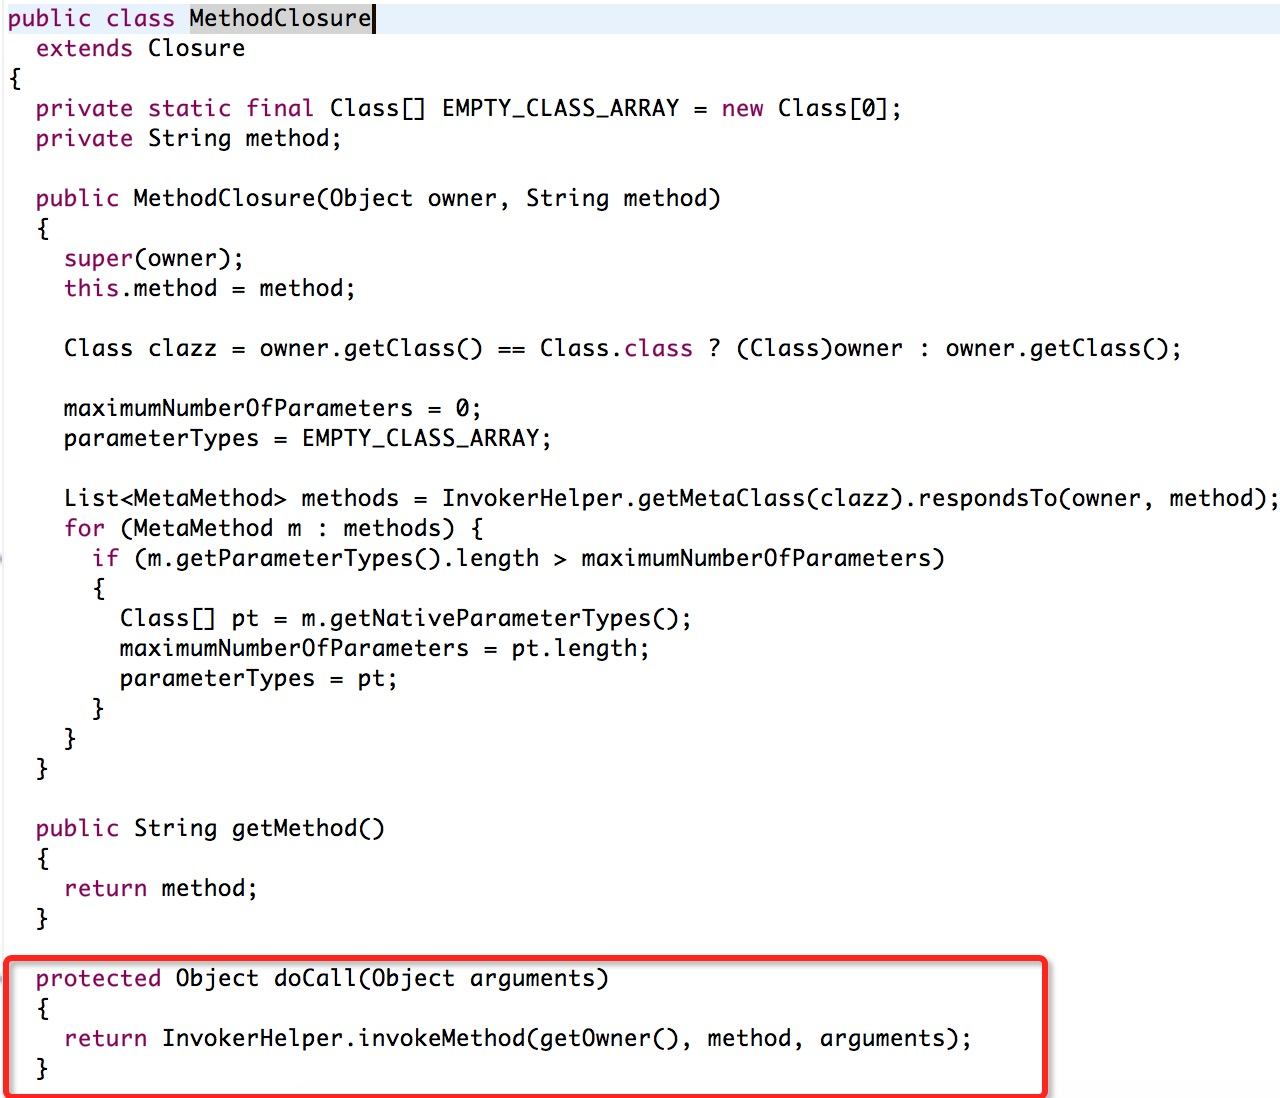 public class MethodClosure
extends Closure
{
private static final Class[] EMPTY_CLASS_ARRAY = new Class[0];
private String method;
public MethodClosure(Object owner, String method)
{
super(owner);
this.method = method;
Class clazz = owner.getClass() == Class.class ? (Class)owner : owner.getClass();
maximumNumberOfParameters = 0;
parameterTypes = EMPTY_CLASS_ARRAY;
List<MetaMethod> methods = InvokerHelper.getMetaClass(clazz).respondsTo(owner, method);
for (MetaMethod m : methods) {
if (m.getParameterTypes().length > maximumNumberOfParameters)
{
Class[] pt = m.getNativeParameterTypes();
maximumNumberOfParameters = pt.length;
parameterTypes = pt;
}
}
}
public String getMethod()
{
return method;
}
protected Object doCall(Object arguments)
{
return InvokerHelper.invokeMethod(getOwner(), method, arguments);
}